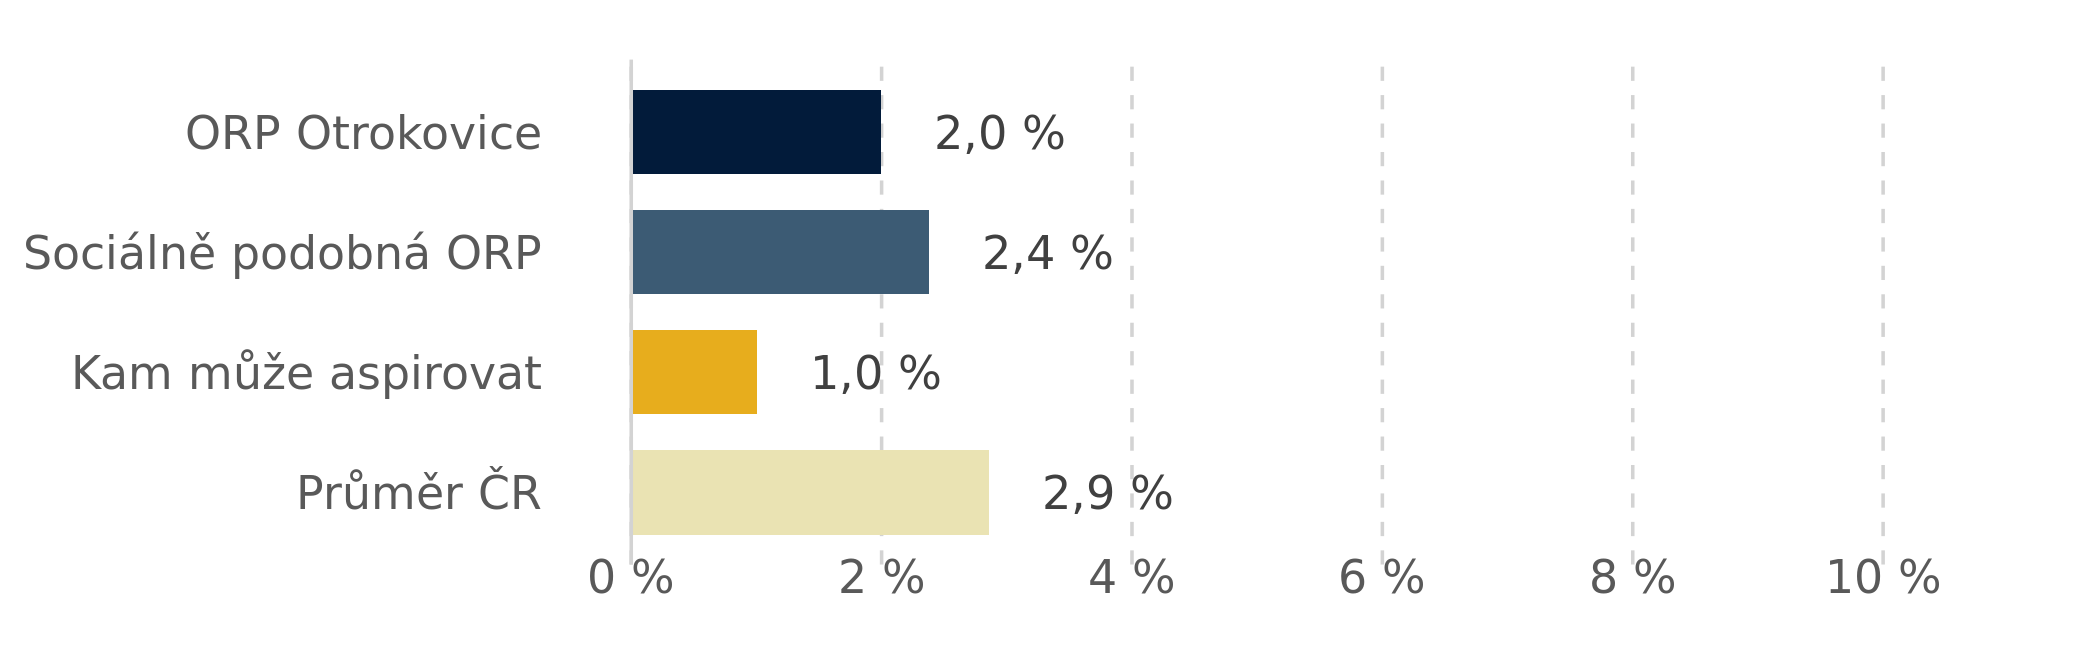 ORP Otrokovice 2,0 %
Sociálně podobná ORP 2,4 %
Kam může aspirovat 1,0 %
Průměr ČR 2,9 %
0 % 2 % 4 % 6 % 8 % 10 %